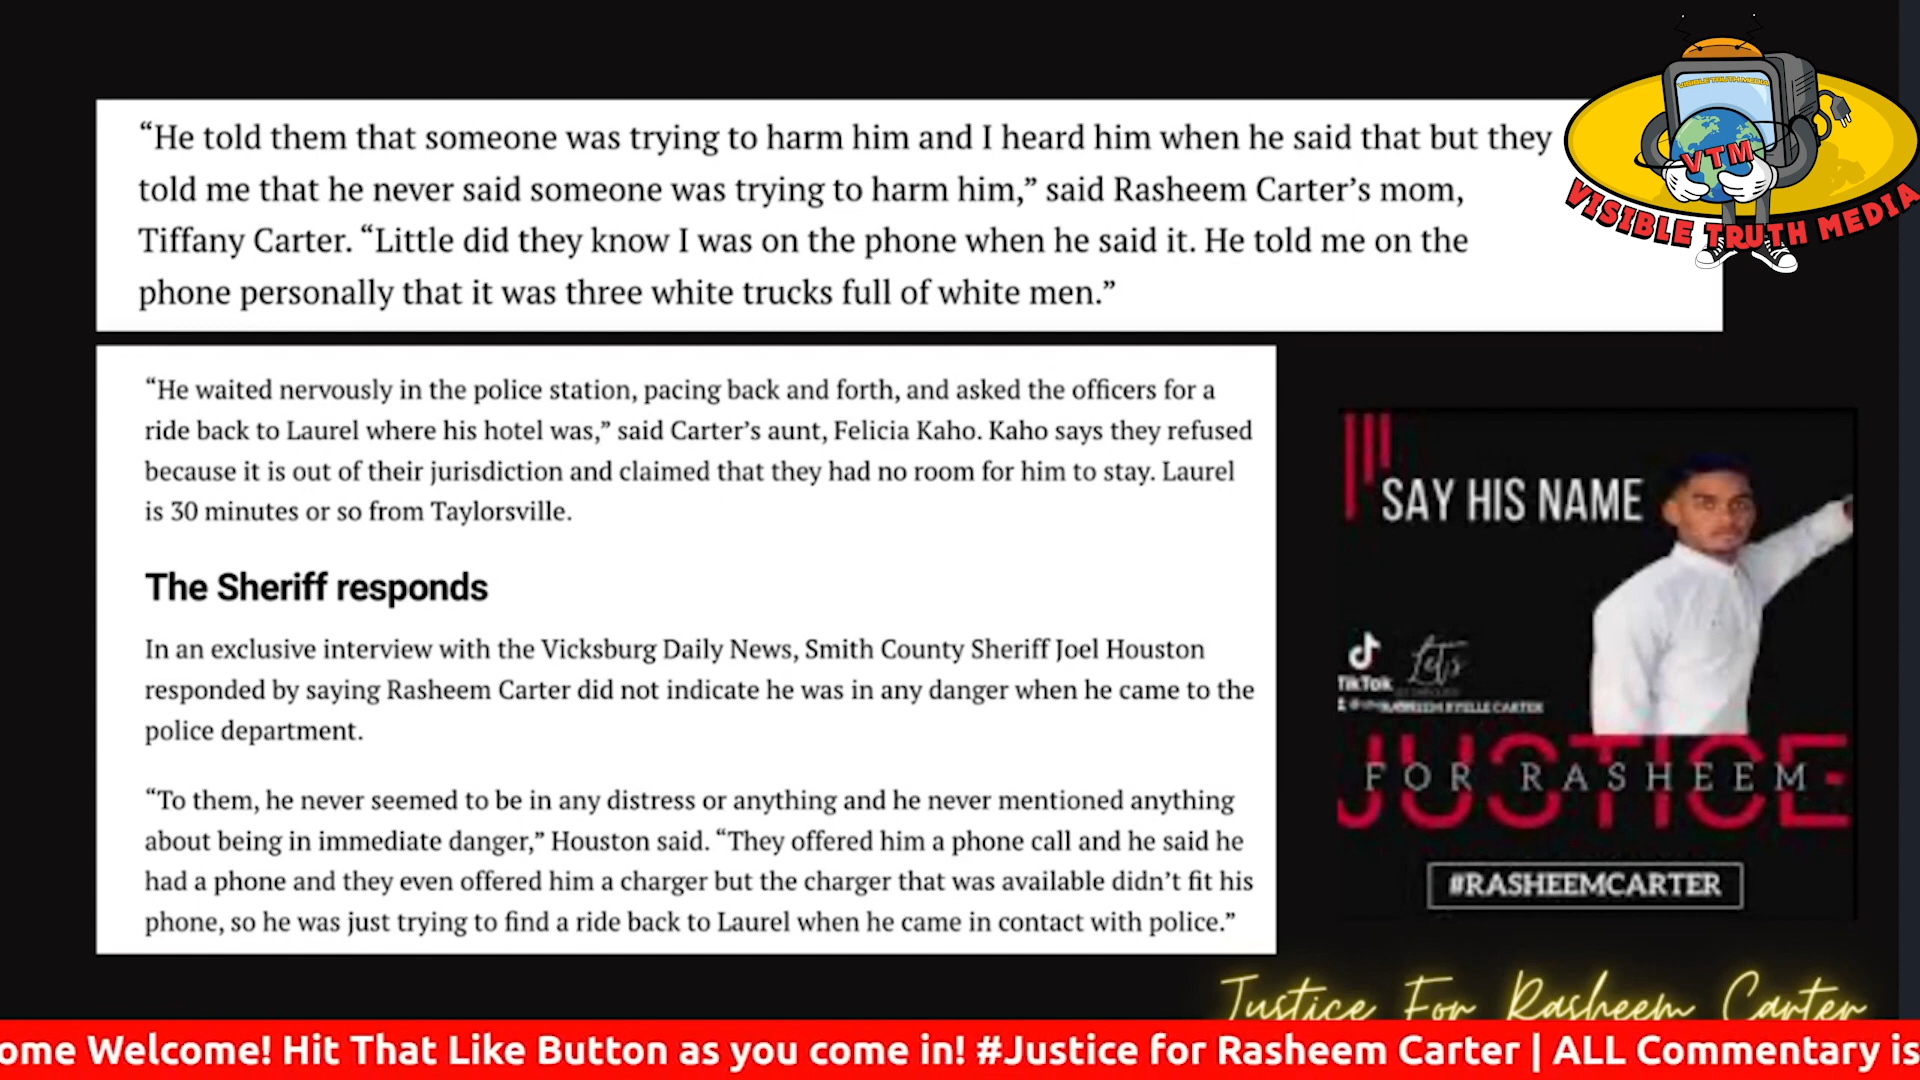 “He told them that someone was trying to harm him and I heard him when he said that but they
told me that he never said someone was trying to harm him,” said Rasheem Carter’s mom,
Tiffany Carter. “Little did they know I was on the phone when he said it. He told me on the
phone personally that it was three white trucks full of white men.”
VISIBLE TRUTH MEDIA
VTM
VISIBLE TRUTH MEDIA
“He waited nervously in the police station, pacing back and forth, and asked the officers for a
ride back to Laurel where his hotel was,” said Carter’s aunt, Felicia Kaho. Kaho says they refused
because it is out of their jurisdiction and claimed that they had no room for him to stay. Laurel
is 30 minutes or so from Taylorsville.
The Sheriff responds
In an exclusive interview with the Vicksburg Daily News, Smith County Sheriff Joel Houston
responded by saying Rasheem Carter did not indicate he was in any danger when he came to the
police department.
“To them, he never seemed to be in any distress or anything and he never mentioned anything
about being in immediate danger,” Houston said. “They offered him a phone call and he said he
had a phone and they even offered him a charger but the charger that was available didn’t fit his
phone, so he was just trying to find a ride back to Laurel when he came in contact with police.”
SAY HIS NAME
Let's
TikTok
CARTER
JUSTICE
FOR RASHEEM
#RASHEEMCARTER
Justice For Rasheem Carter
ome Welcome! Hit That Like Button as you come in! #Justice for Rasheem Carter | ALL Commentary is